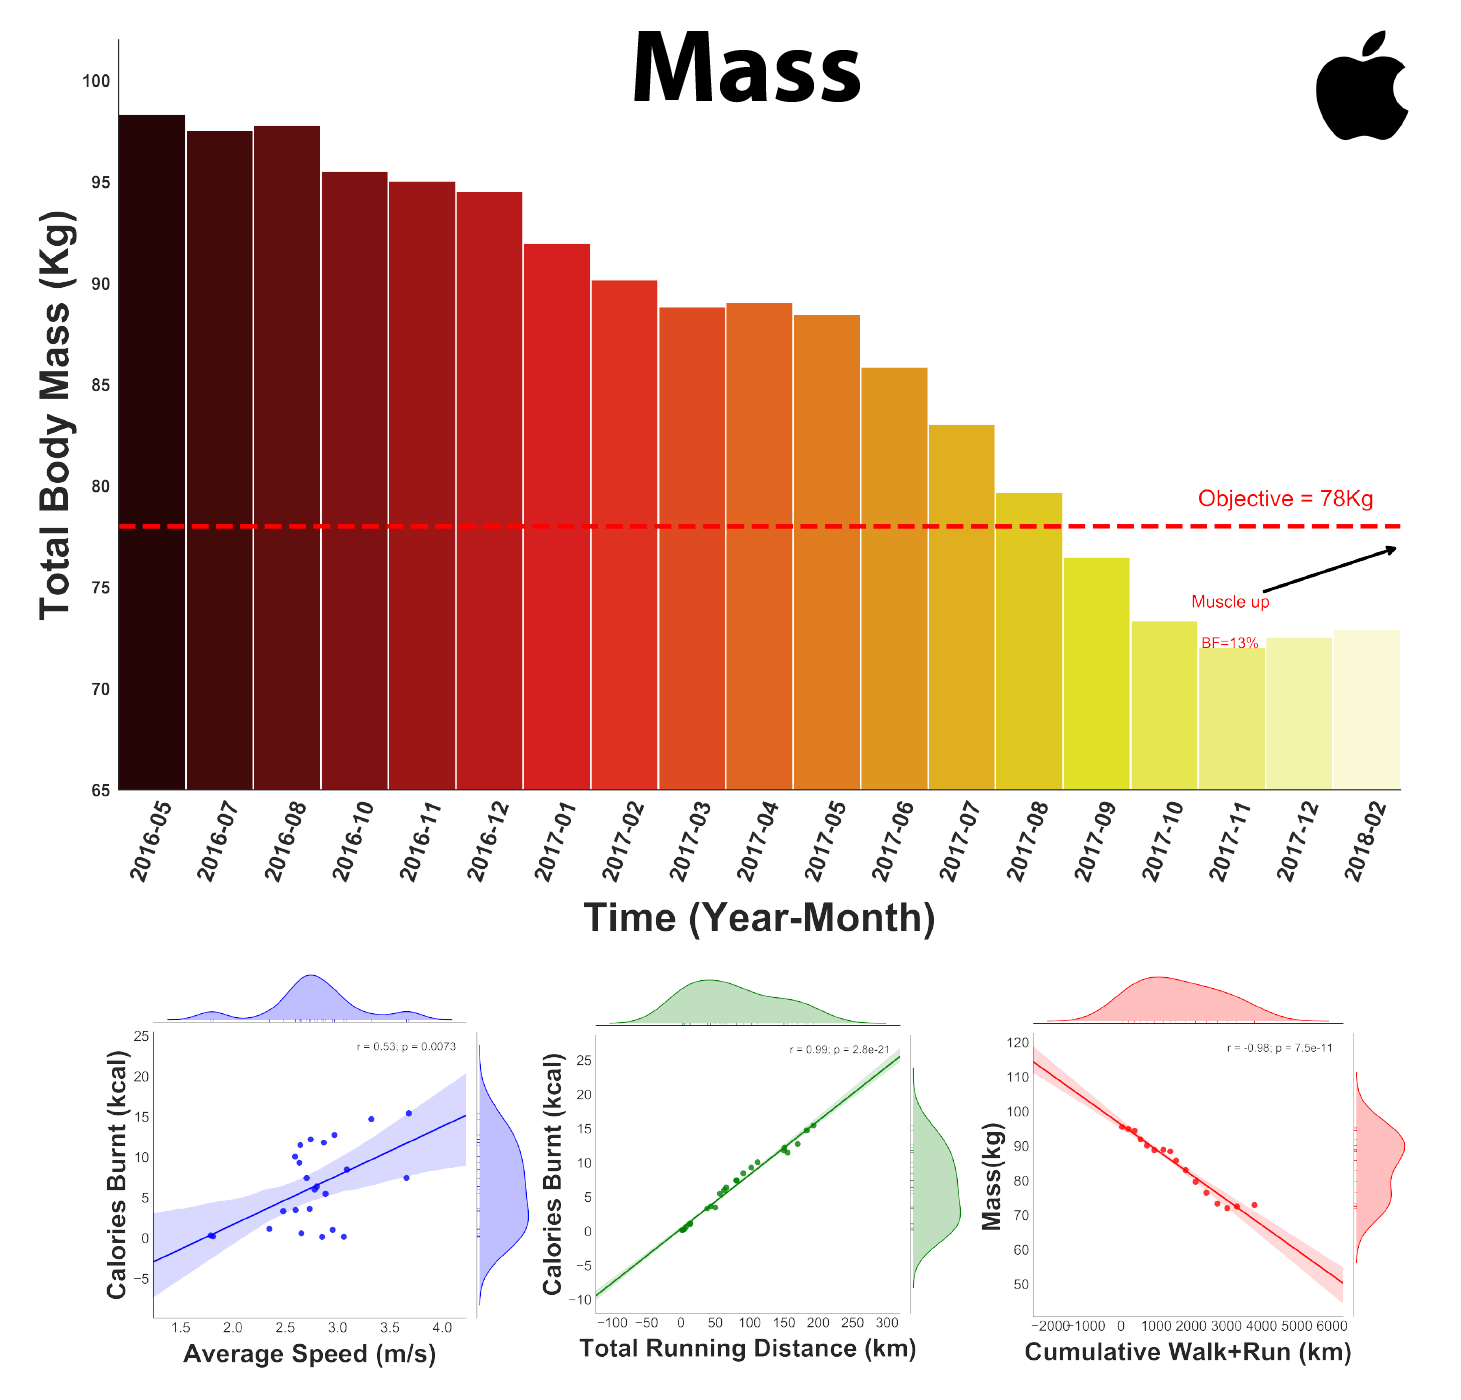 Mass
100
95
90
85
80
75
70
65
Total Body Mass (Kg)
Objective = 78Kg
Muscle up
BF=13%
2016-05
2016-07
2016-08
2016-10
2016-11
2016-12
2017-01
2017-02
2017-03
2017-04
2017-05
2017-06
2017-07
2017-08
2017-09
2017-10
2017-11
2017-12
2018-02
Time (Year-Month)
r = 0.53; p = 0.0073
25
20
15
10
5
0
−5
Calories Burnt (kcal)
1.5 2.0 2.5 3.0 3.5 4.0
Average Speed (m/s)
r = 0.99; p = 2.8e-21
25
20
15
10
5
0
−5
−10
Calories Burnt (kcal)
−100 −50 0 50 100 150 200 250 300
Total Running Distance (km)
r = -0.98; p = 7.5e-11
120
110
100
90
80
70
60
50
Mass(kg)
−2000 −1000 0 1000 2000 3000 4000 5000 6000
Cumulative Walk+Run (km)